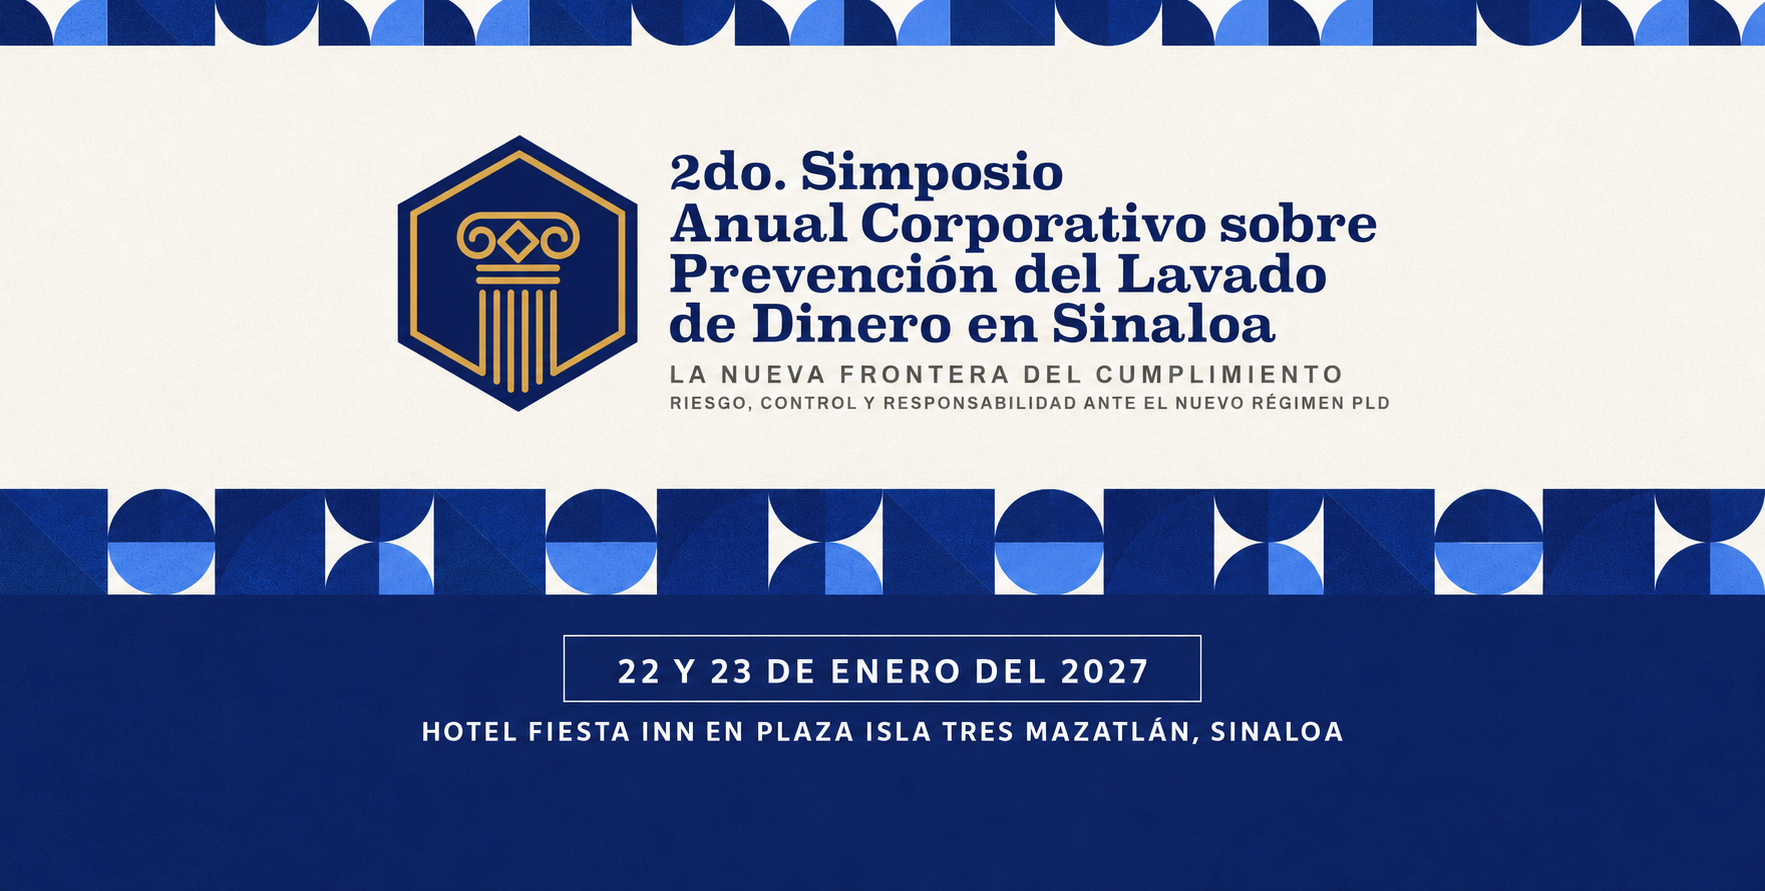 2do. Simposio
Anual Corporativo sobre
Prevención del Lavado
de Dinero en Sinaloa
LA NUEVA FRONTERA DEL CUMPLIMIENTO
RIESGO, CONTROL Y RESPONSABILIDAD ANTE EL NUEVO RÉGIMEN PLD
22 Y 23 DE ENERO DEL 2027
HOTEL FIESTA INN EN PLAZA ISLA TRES MAZATLÁN, SINALOA